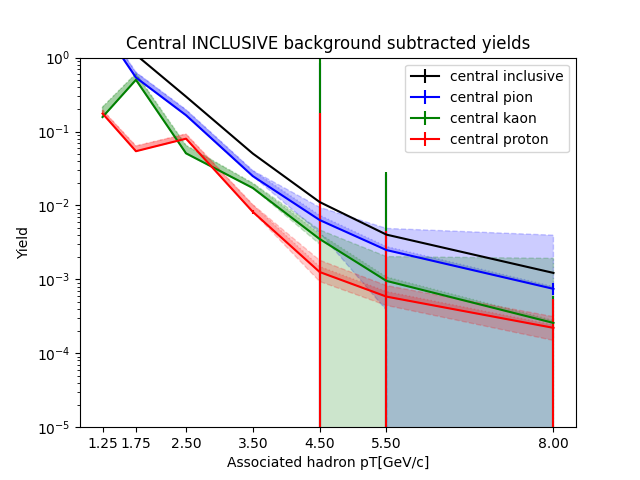 Central INCLUSIVE background subtracted yields
central inclusive
central pion
central kaon
central proton
Yield
10^0
10^−1
10^−2
10^−3
10^−4
10^−5
1.25 1.75 2.50 3.50 4.50 5.50 8.00
Associated hadron pT[GeV/c]